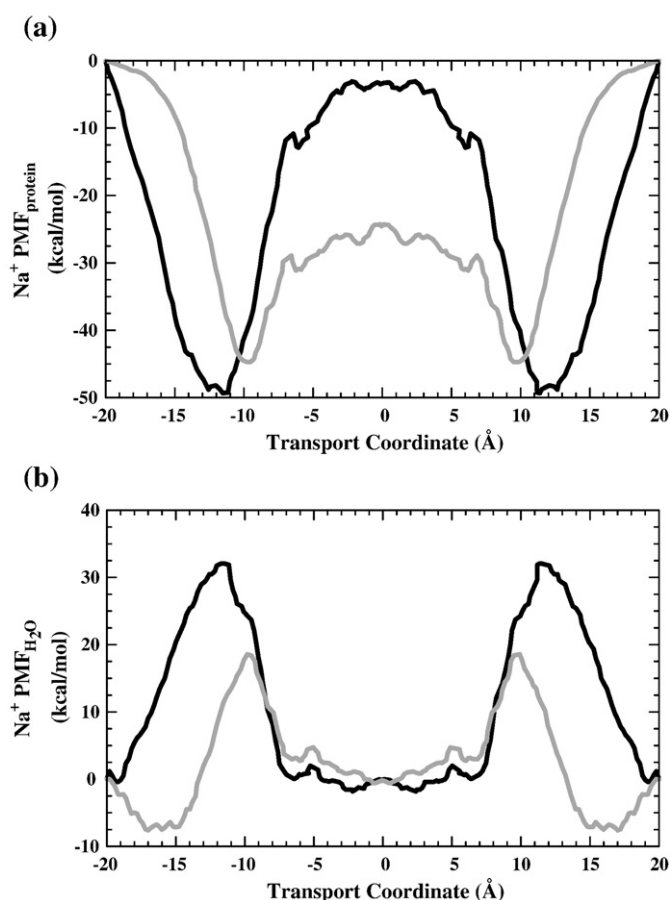 (a)
0
-10
-20
-30
-40
-50
Na+ PMFprotein
(kcal/mol)
-20 -15 -10 -5 0 5 10 15 20
Transport Coordinate (Å)
(b)
40
30
20
10
0
-10
Na+ PMFH2O
(kcal/mol)
-20 -15 -10 -5 0 5 10 15 20
Transport Coordinate (Å)